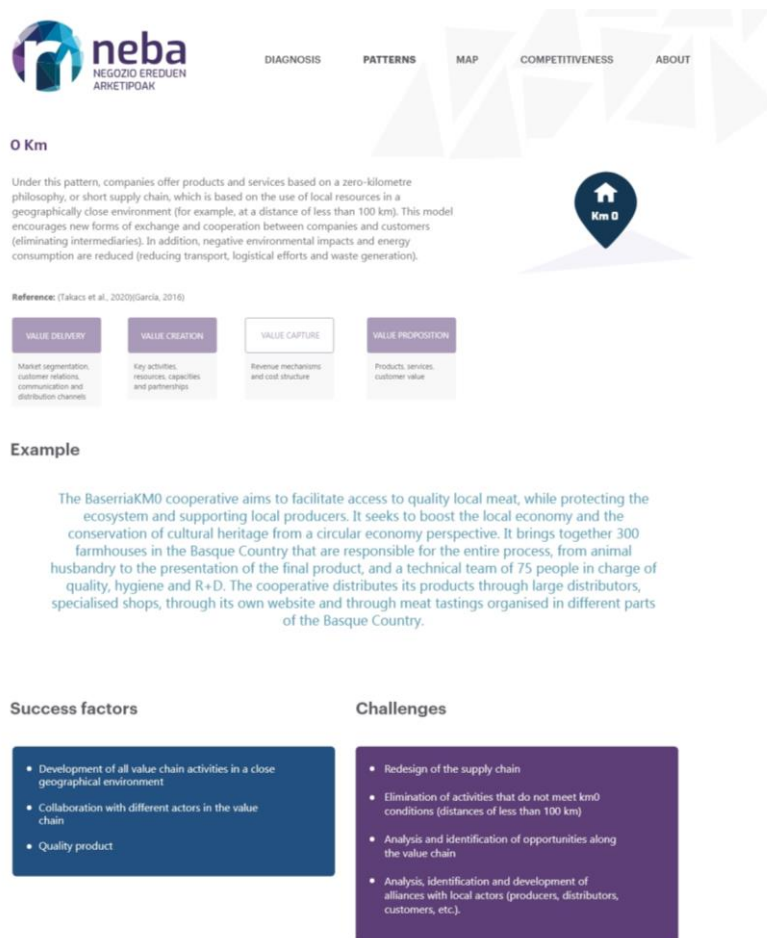 neba
NEGOZIO EREDUEN
ARKETIPOAK
DIAGNOSIS
PATTERNS
MAP
COMPETITIVENESS
ABOUT
0 Km
Under this pattern, companies offer products and services based on a zero-kilometre
philosophy, or short supply chain, which is based on the use of local resources in a
geographically close environment (for example, at a distance of less than 100 km). This model
encourages new forms of exchange and cooperation between companies and customers
(eliminating intermediaries). In addition, negative environmental impacts and energy
consumption are reduced (reducing transport, logistical efforts and waste generation).
Km 0
Reference: (Takacs et al., 2020)(García, 2016)
VALUE DELIVERY
Market segmentation,
customer relations,
communication and
distribution channels
VALUE CREATION
Key activities,
resources, capacities
and partnerships
VALUE CAPTURE
Revenue mechanisms
and cost structure
VALUE PROPOSITION
Products, services,
customer value
Example
The BaserriaKM0 cooperative aims to facilitate access to quality local meat, while protecting the
ecosystem and supporting local producers. It seeks to boost the local economy and the
conservation of cultural heritage from a circular economy perspective. It brings together 300
farmhouses in the Basque Country that are responsible for the entire process, from animal
husbandry to the presentation of the final product, and a technical team of 75 people in charge of
quality, hygiene and R+D. The cooperative distributes its products through large distributors,
specialised shops, through its own website and through meat tastings organised in different parts
of the Basque Country.
Success factors
• Development of all value chain activities in a close
geographical environment
• Collaboration with different actors in the value
chain
• Quality product
Challenges
• Redesign of the supply chain
• Elimination of activities that do not meet km0
conditions (distances of less than 100 km)
• Analysis and identification of opportunities along
the value chain
• Analysis, identification and development of
alliances with local actors (producers, distributors,
customers, etc.).